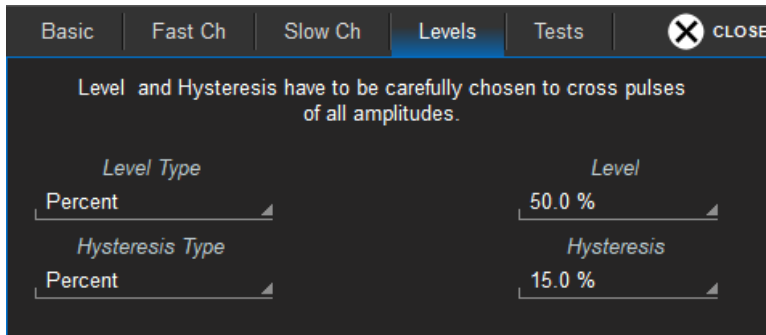 Basic Fast Ch Slow Ch Levels Tests CLOSE
Level and Hysteresis have to be carefully chosen to cross pulses
of all amplitudes.
Level Type Level
Percent 50.0 %
Hysteresis Type Hysteresis
Percent 15.0 %